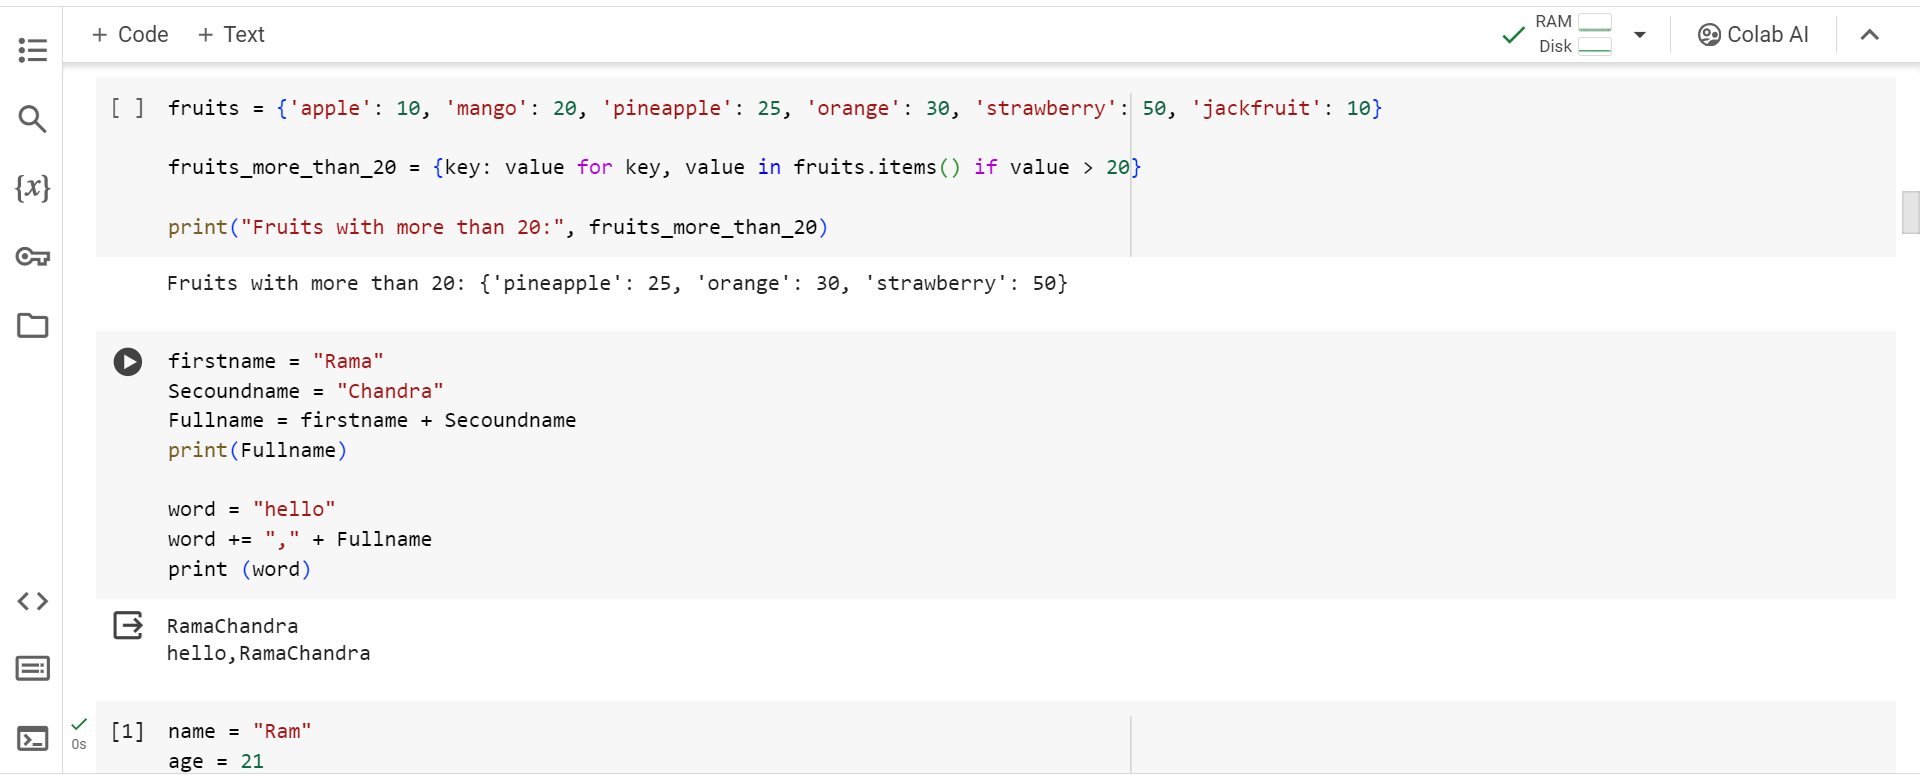 + Code + Text
RAM
Disk
Colab AI
{x}
[ ] fruits = {'apple': 10, 'mango': 20, 'pineapple': 25, 'orange': 30, 'strawberry': 50, 'jackfruit': 10}
fruits_more_than_20 = {key: value for key, value in fruits.items() if value > 20}
print("Fruits with more than 20:", fruits_more_than_20)
Fruits with more than 20: {'pineapple': 25, 'orange': 30, 'strawberry': 50}
firstname = "Rama"
Secoundname = "Chandra"
Fullname = firstname + Secoundname
print(Fullname)
word = "hello"
word += "," + Fullname
print (word)
RamaChandra
hello,RamaChandra
[1] name = "Ram"
0s
age = 21